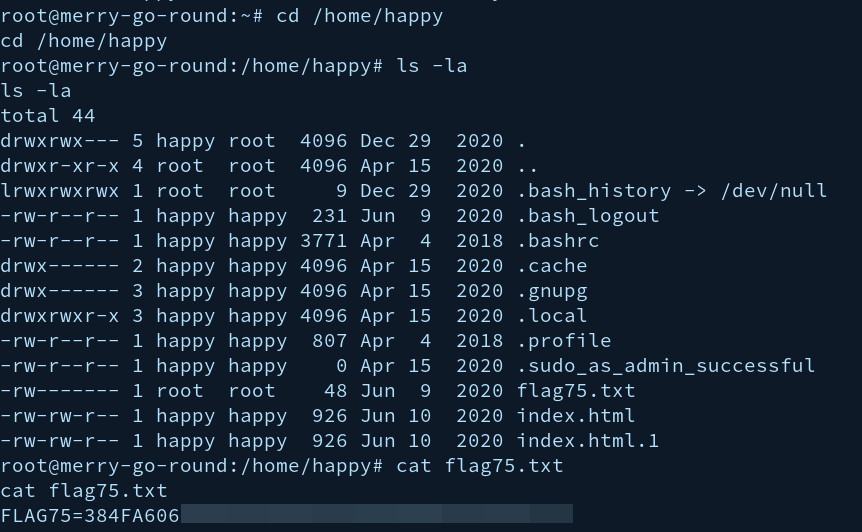 root@merry-go-round:~# cd /home/happy
cd /home/happy
root@merry-go-round:/home/happy# ls -la
ls -la
total 44
drwxrwx--- 5 happy root  4096 Dec 29  2020 .
drwxr-xr-x 4 root  root  4096 Apr 15  2020 ..
lrwxrwxrwx 1 root  root     9 Dec 29  2020 .bash_history -> /dev/null
-rw-r--r-- 1 happy happy  231 Jun  9  2020 .bash_logout
-rw-r--r-- 1 happy happy 3771 Apr  4  2018 .bashrc
drwx------ 2 happy happy 4096 Apr 15  2020 .cache
drwx------ 3 happy happy 4096 Apr 15  2020 .gnupg
drwxrwxr-x 3 happy happy 4096 Apr 15  2020 .local
-rw-r--r-- 1 happy happy  807 Apr  4  2018 .profile
-rw-r--r-- 1 happy happy    0 Apr 15  2020 .sudo_as_admin_successful
-rw------- 1 root  root    48 Jun  9  2020 flag75.txt
-rw-rw-r-- 1 happy happy  926 Jun 10  2020 index.html
-rw-rw-r-- 1 happy happy  926 Jun 10  2020 index.html.1
root@merry-go-round:/home/happy# cat flag75.txt
cat flag75.txt
FLAG75=384FA606